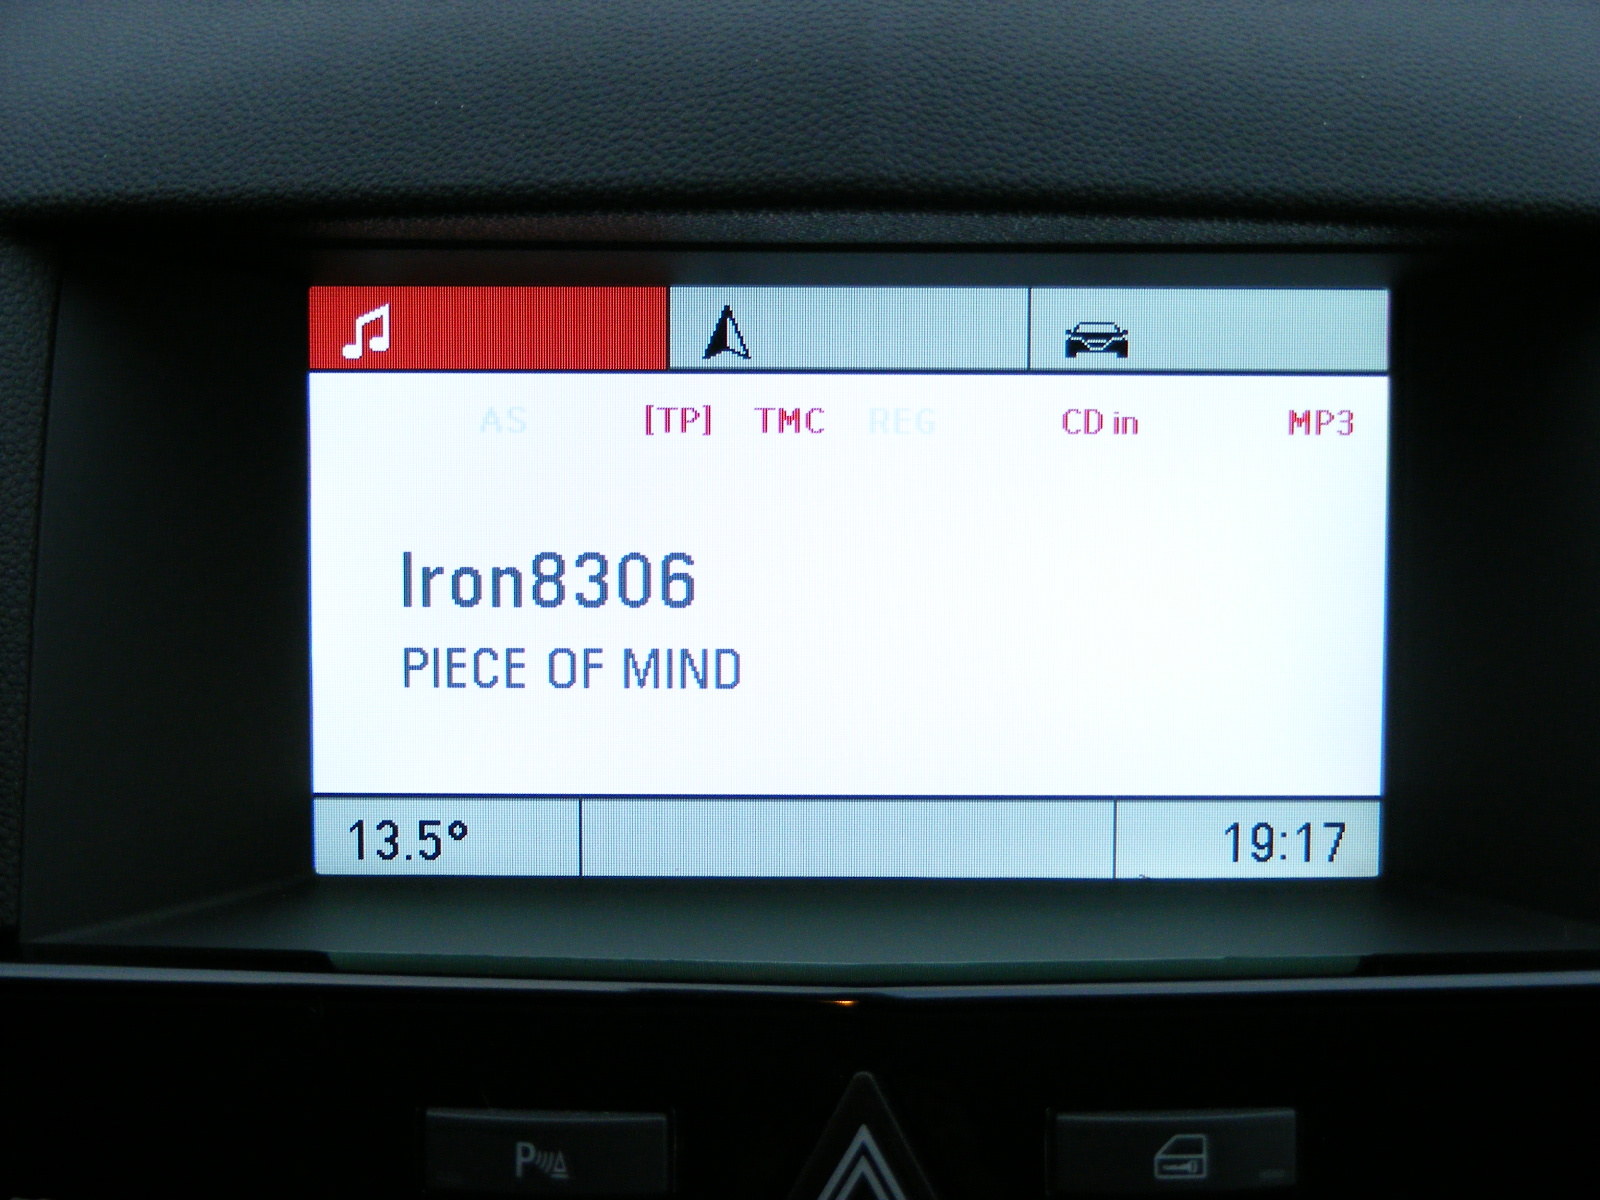 AS [TP] TMC REG CD in MP3
Iron8306
PIECE OF MIND
13.5° 19:17
P